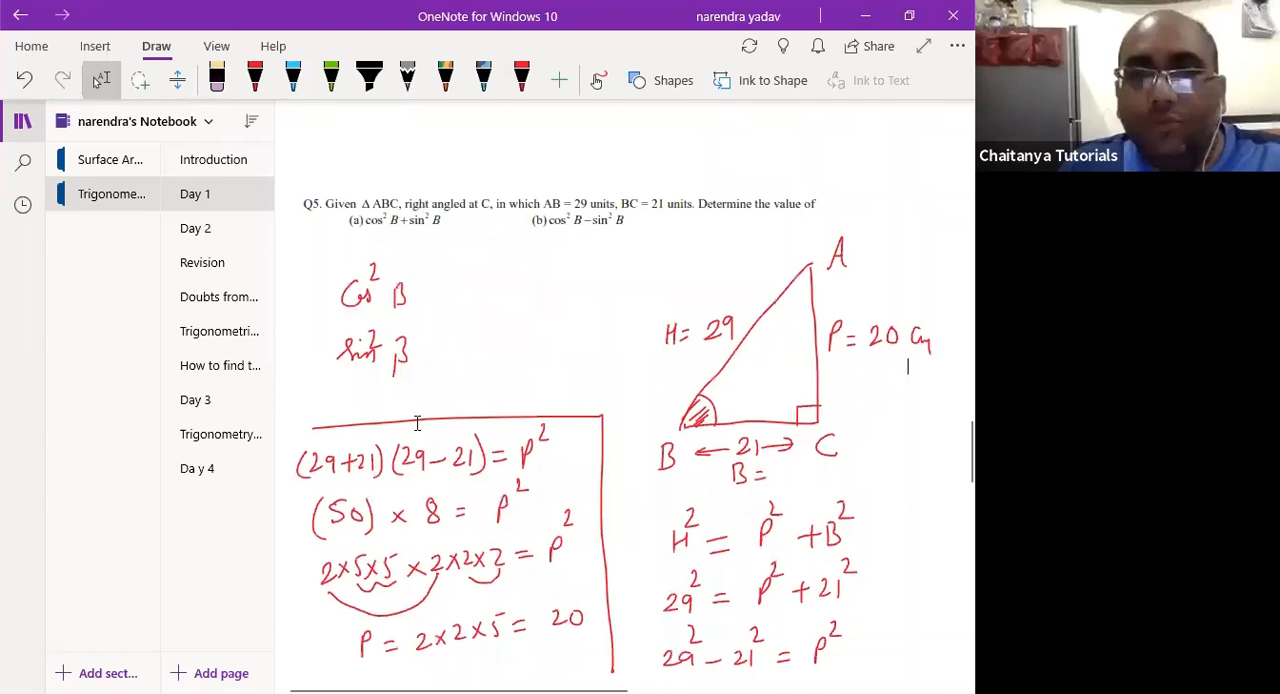 OneNote for Windows 10
narendra yadav
Home Insert Draw View Help
Share
Shapes
Ink to Shape
Ink to Text
narendra's Notebook
Surface Ar...
Trigonome...
Introduction
Day 1
Day 2
Revision
Doubts from...
Trigonometri...
How to find t...
Day 3
Trigonometry...
Da y 4
Add sect...
Add page
Q5. Given Δ ABC, right angled at C, in which AB = 29 units, BC = 21 units. Determine the value of
(a) cos² B + sin² B (b) cos² B – sin² B
Cos² β
sin² β
(29+21) (29-21) = P²
(50) × 8 = P²
2×5×5 × 2×2×2 = P²
P = 2×2×5 = 20
A
H = 29
P = 20 Cm
B ← 21 → C
B =
H² = P² + B²
29² = P² + 21²
29² - 21² = P²
Chaitanya Tutorials